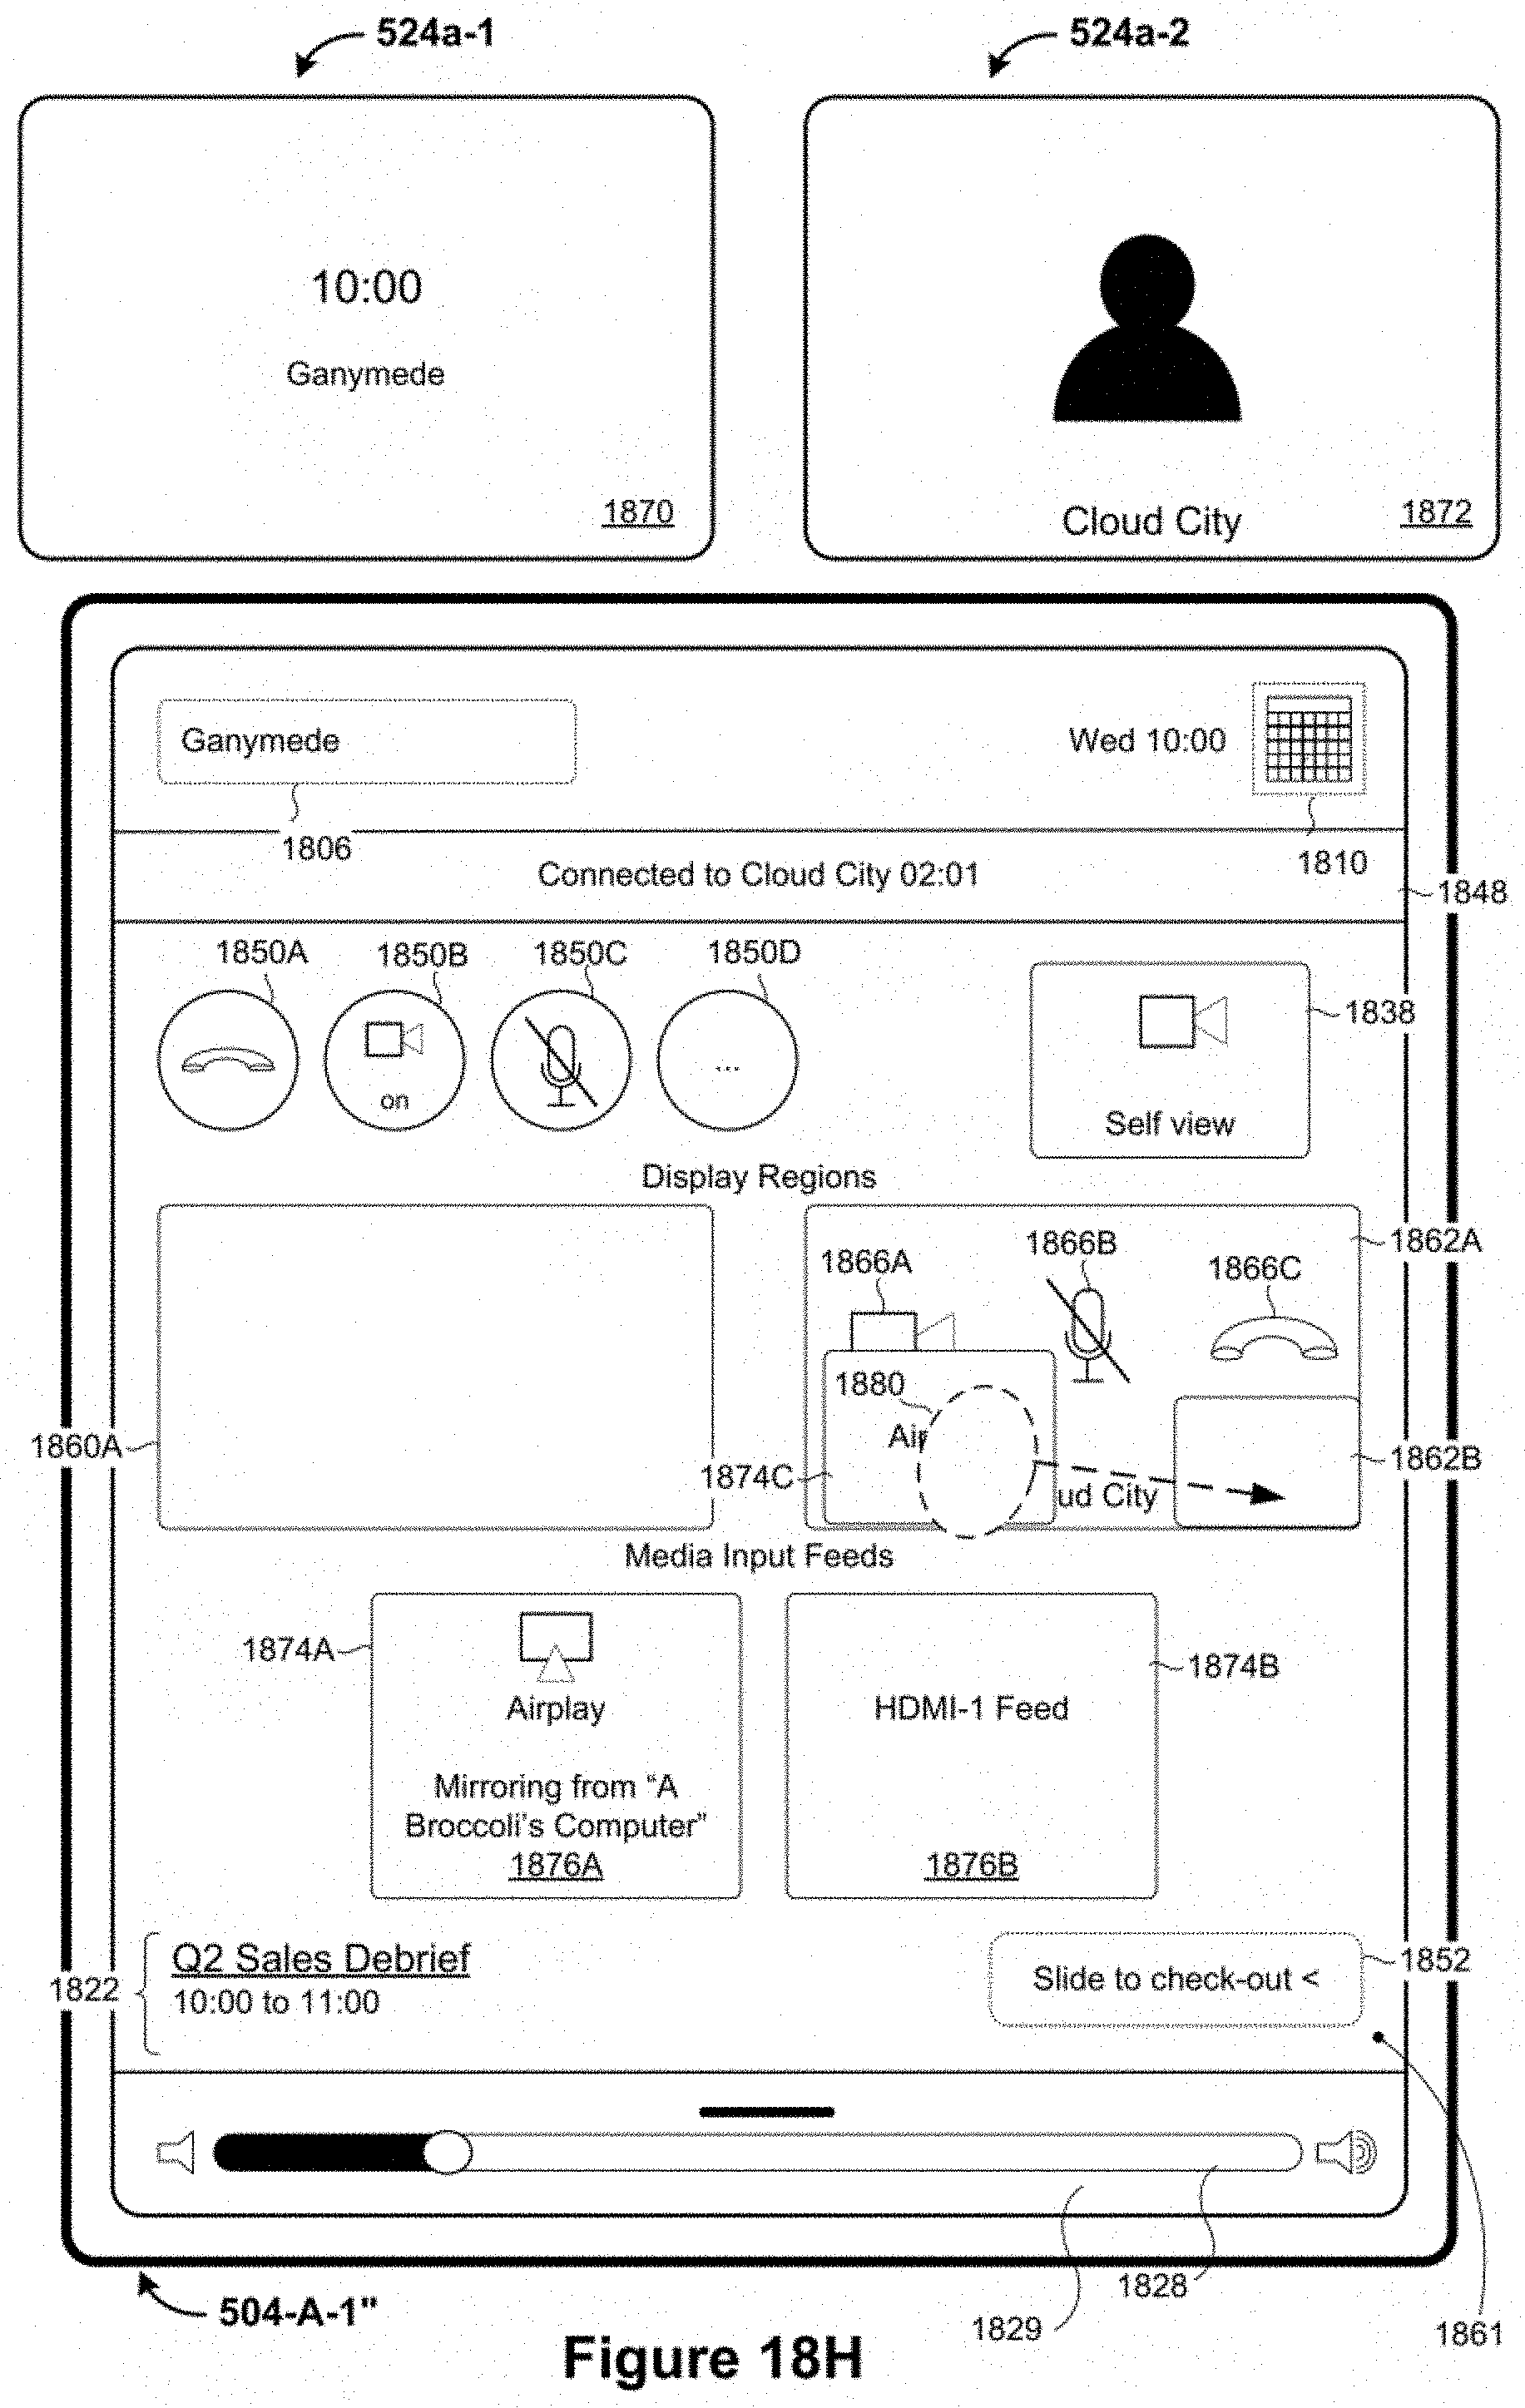 524a-1
524a-2
10:00
Ganymede
1870
Cloud City
1872
Ganymede
Wed 10:00
1806
1810
Connected to Cloud City 02:01
1848
1850A
1850B
1850C
1850D
on
...
1838
Self view
Display Regions
1862A
1866A
1866B
1866C
1880
Air
1860A
1874C
1862B
ud City
Media Input Feeds
1874A
1874B
Airplay
HDMI-1 Feed
Mirroring from “A
Broccoli’s Computer”
1876A
1876B
Q2 Sales Debrief
10:00 to 11:00
1822
Slide to check-out <
1852
504-A-1"
1828
1829
1861
Figure 18H